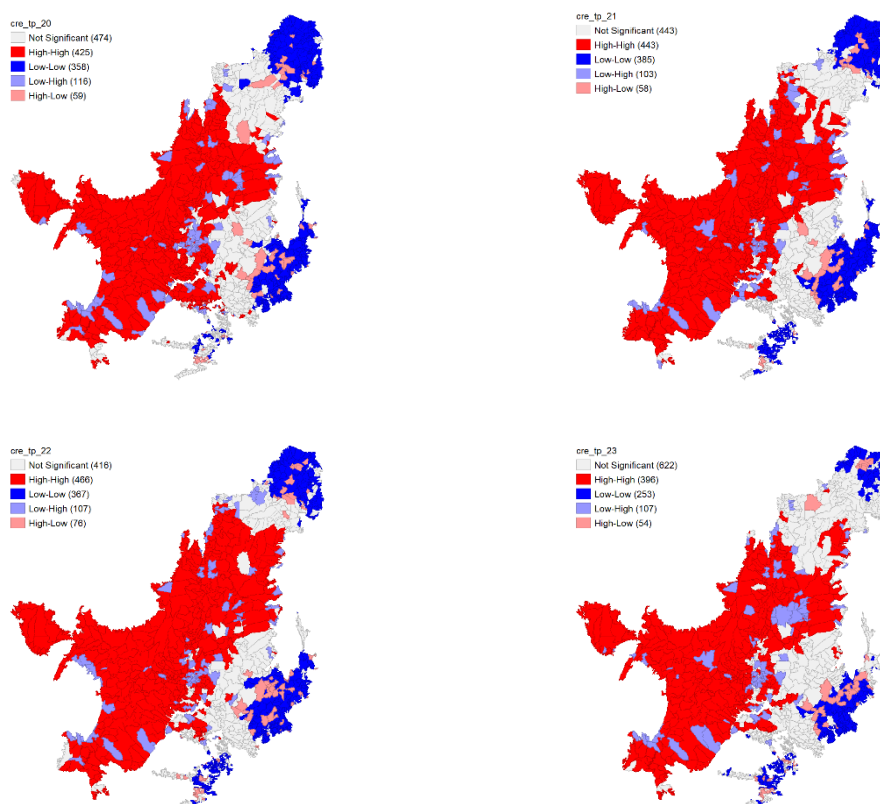 cre_tp_20
Not Significant (474)
High-High (425)
Low-Low (358)
Low-High (116)
High-Low (59)
cre_tp_21
Not Significant (443)
High-High (443)
Low-Low (385)
Low-High (103)
High-Low (58)
cre_tp_22
Not Significant (416)
High-High (466)
Low-Low (367)
Low-High (107)
High-Low (76)
cre_tp_23
Not Significant (622)
High-High (396)
Low-Low (253)
Low-High (107)
High-Low (54)